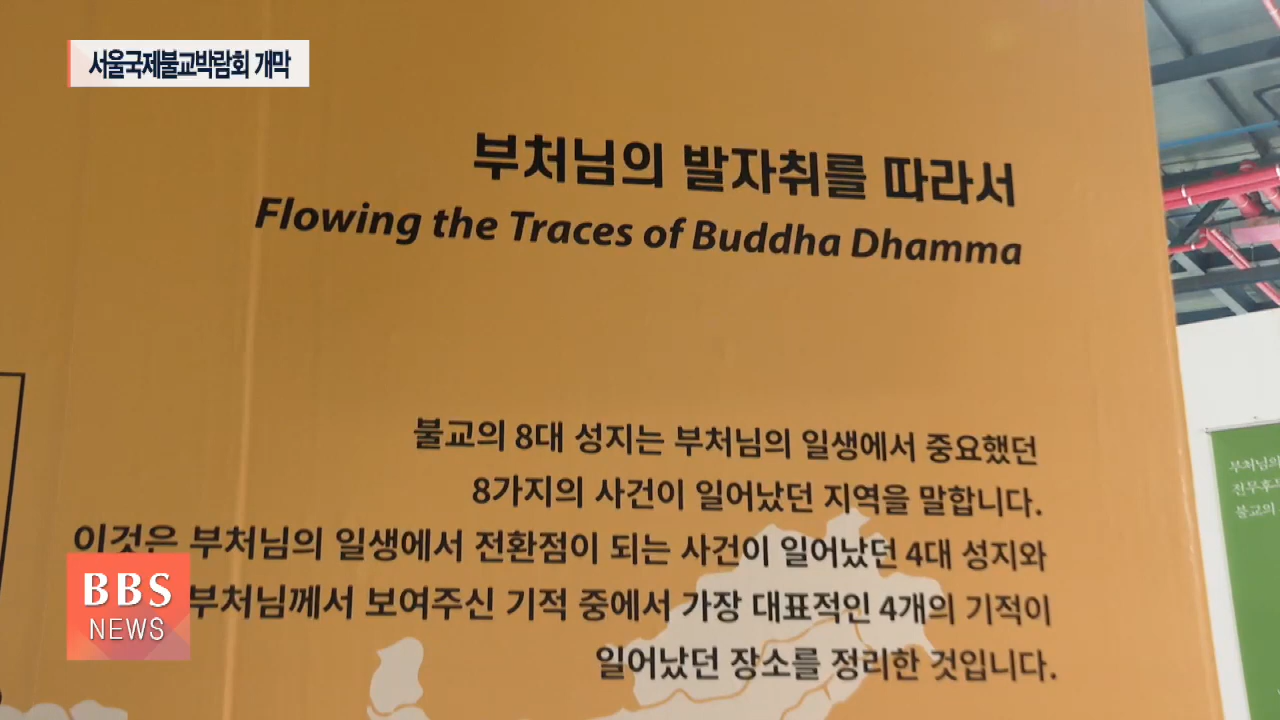 서울국제불교박람회 개막
부처님의 발자취를 따라서
Flowing the Traces of Buddha Dhamma
불교의 8대 성지는 부처님의 일생에서 중요했던
8가지의 사건이 일어났던 지역을 말합니다.
이것은 부처님의 일생에서 전환점이 되는 사건이 일어났던 4대 성지와
부처님께서 보여주신 기적 중에서 가장 대표적인 4개의 기적이
일어났던 장소를 정리한 것입니다.
부처님의
불교의
BBS
NEWS